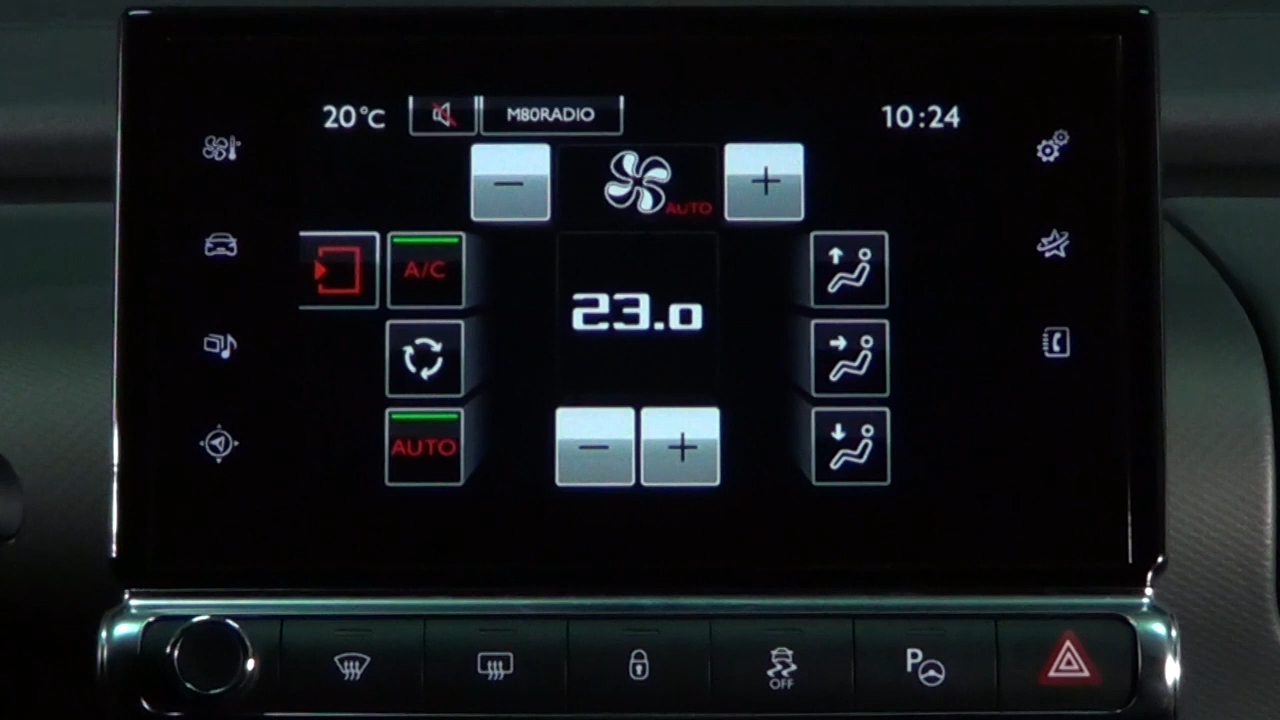 20°C
M80RADIO
10:24
−
AUTO
+
A/C
23.0
AUTO
−
+
OFF
P